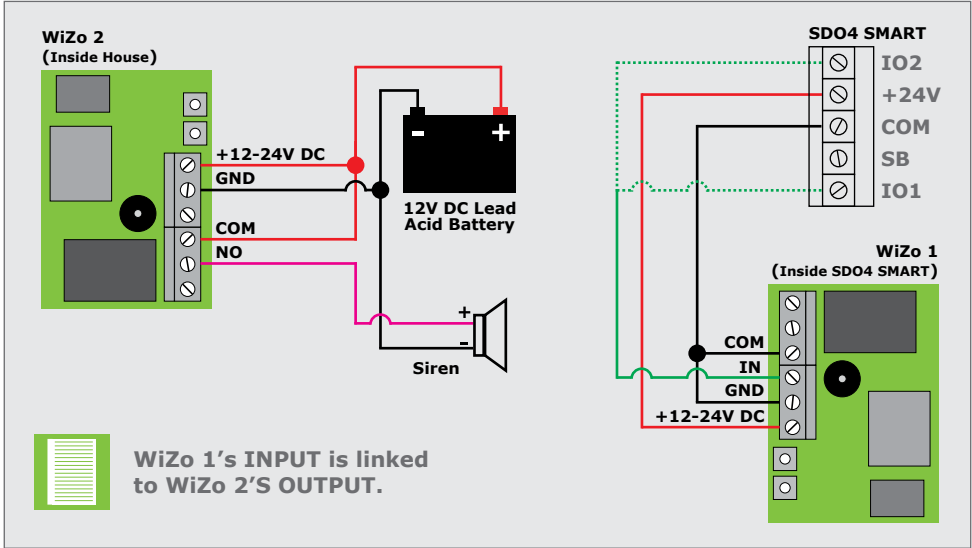 WiZo 2
(Inside House)
+12-24V DC
GND
COM
NO
-
+
12V DC Lead
Acid Battery
+
-
Siren
SDO4 SMART
IO2
+24V
COM
SB
IO1
WiZo 1
(Inside SDO4 SMART)
COM
IN
GND
+12-24V DC
WiZo 1's INPUT is linked
to WiZo 2'S OUTPUT.